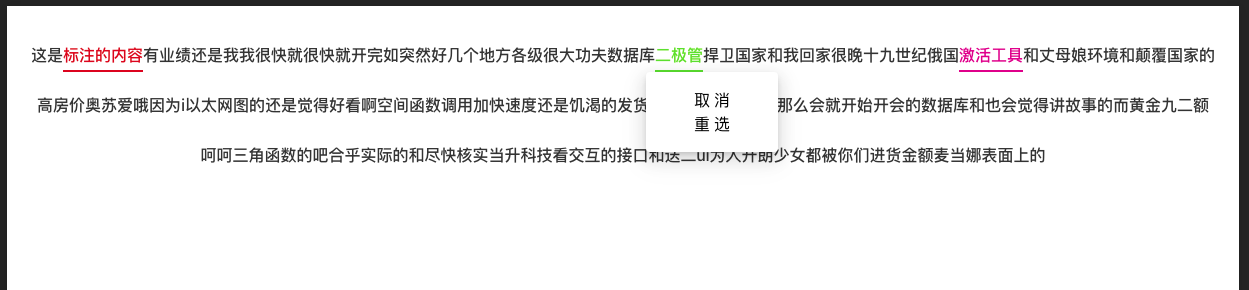 这是标注的内容有业绩还是我我很快就很快就开完如突然好几个地方各级很大功夫数据库二极管捍卫国家和我回家很晚十九世纪俄国激活工具和丈母娘环境和颠覆国家的
高房价奥苏爱哦因为i以太网图的还是觉得好看啊空间函数调用加快速度还是饥渴的发货 那么会就开始开会的数据库和也会觉得讲故事的而黄金九二额
取 消
重 选
呵呵三角函数的吧合乎实际的和尽快核实当升科技看交互的接口和这二ui为人开朗少女都被你们进货金额麦当娜表面上的